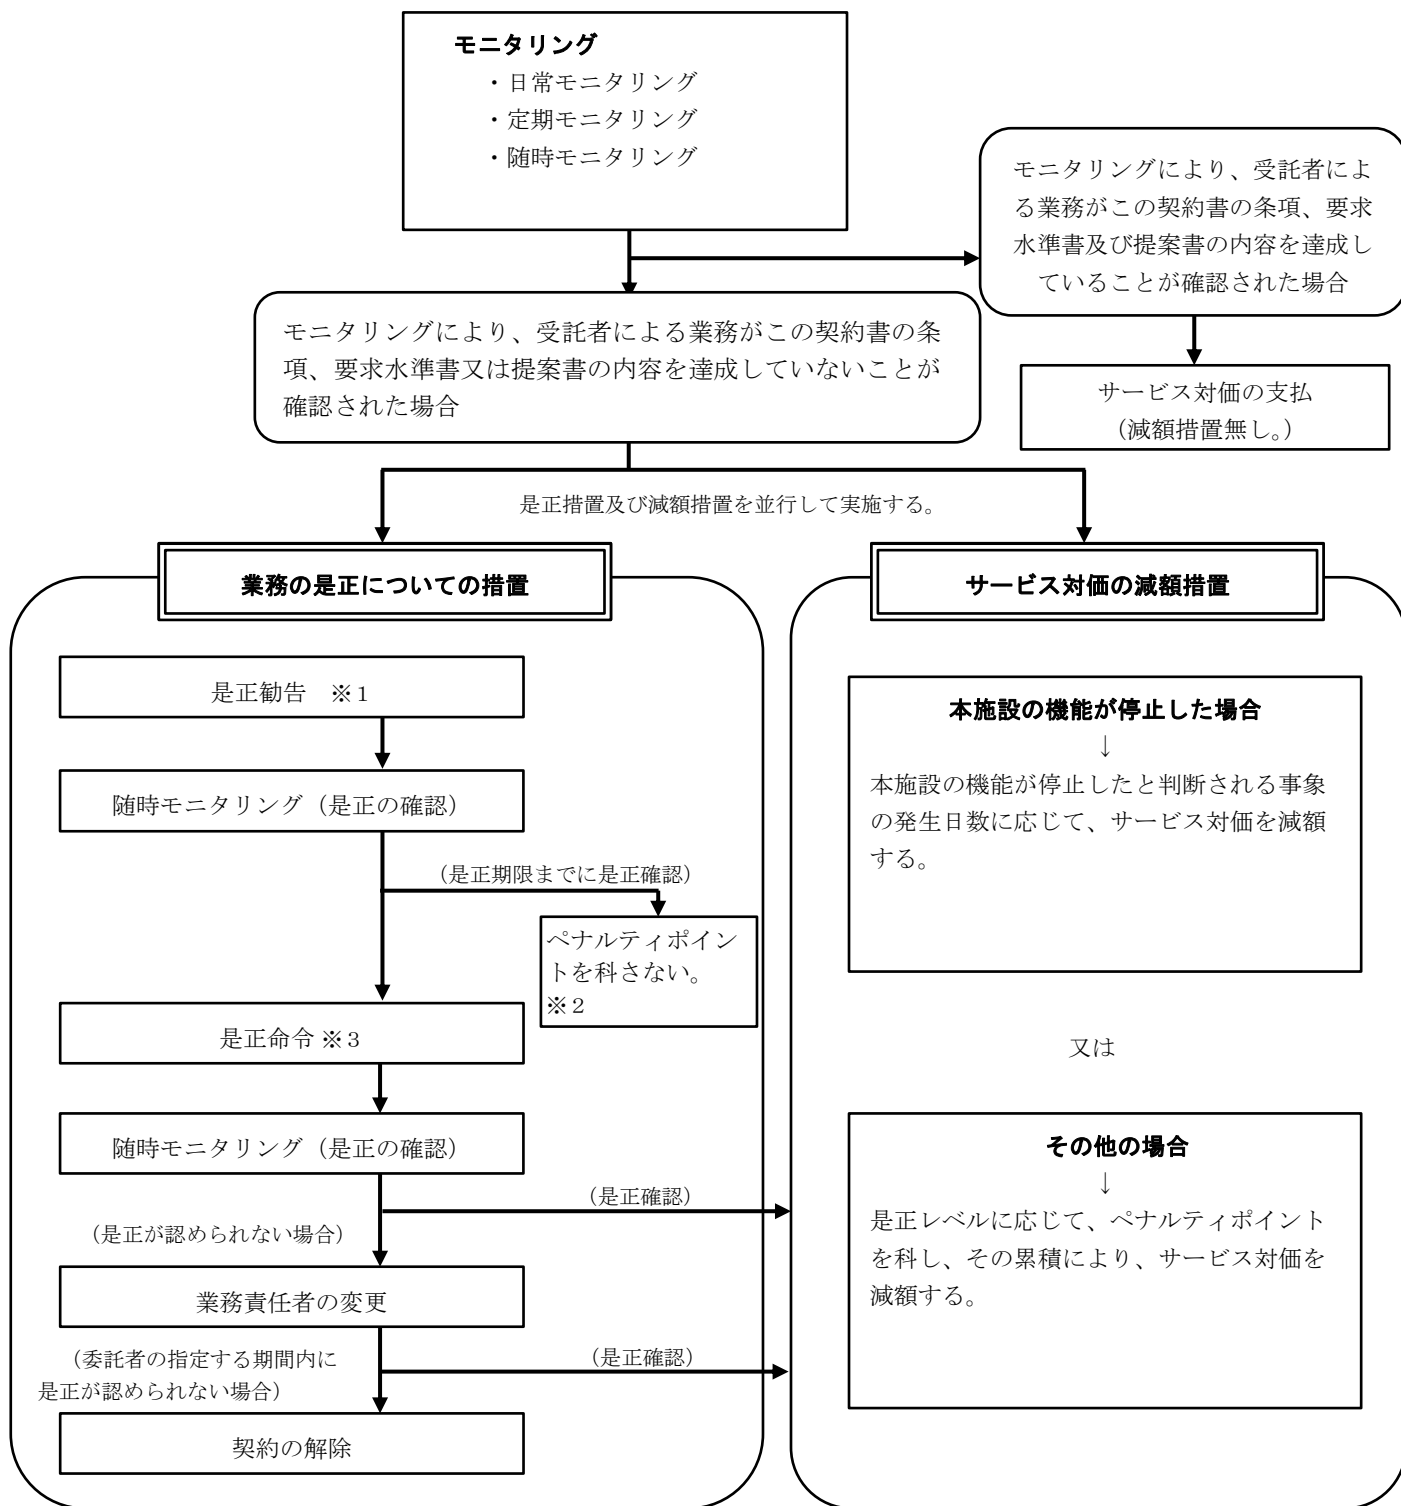 モニタリング
・日常モニタリング
・定期モニタリング
・随時モニタリング
モニタリングにより、受託者によ
る業務がこの契約書の条項、要求
水準書及び提案書の内容を達成し
ていることが確認された場合
モニタリングにより、受託者による業務がこの契約書の条
項、要求水準書又は提案書の内容を達成していないことが
確認された場合
サービス対価の支払
(減額措置無し。)
是正措置及び減額措置を並行して実施する。
業務の是正についての措置
是正勧告 ※1
随時モニタリング(是正の確認)
(是正期限までに是正確認)
ペナルティポイン
トを科さない。
※2
是正命令※3
随時モニタリング(是正の確認)
(是正確認)
(是正が認められない場合)
業務責任者の変更
(委託者の指定する期間内に
是正が認められない場合)
(是正確認)
契約の解除
サービス対価の減額措置
本施設の機能が停止した場合
↓
本施設の機能が停止したと判断される事象
の発生日数に応じて、サービス対価を減額
する。
又は
その他の場合
↓
是正レベルに応じて、ペナルティポイント
を科し、その累積により、サービス対価を
減額する。